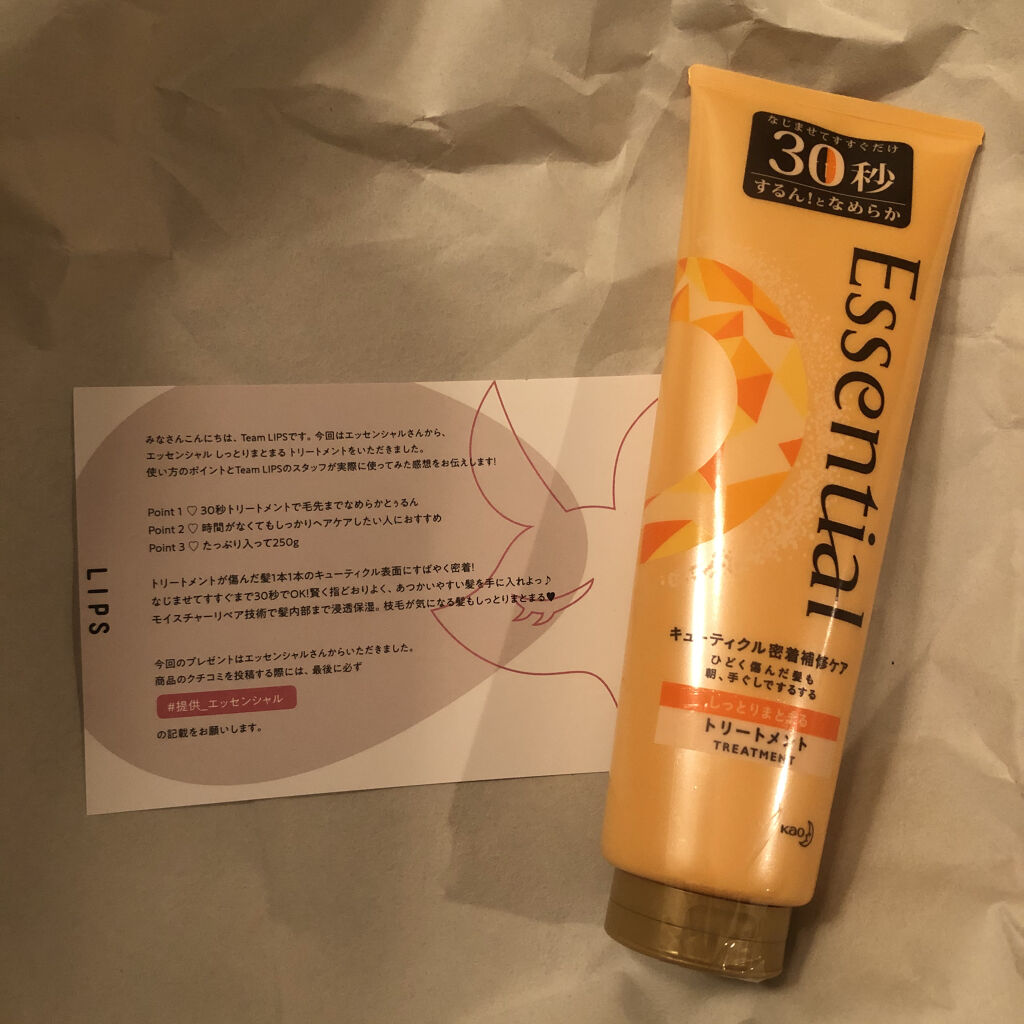 みなさんこんにちは、Team LIPSです。今回はエッセンシャルさんから、
エッセンシャル しっとりまとまる トリートメントをいただきました。
使い方のポイントとTeam LIPSのスタッフが実際に使ってみた感想をお伝えします!
Point 1 ♡ 30秒トリートメントで毛先までなめらかとぅるん
Point 2 ♡ 時間がなくてもしっかりヘアケアしたい人におすすめ
Point 3 ♡ たっぷり入って250g
トリートメントが傷んだ髪1本1本のキューティクル表面にすばやく密着!
なじませてすすぐまで30秒でOK!賢く指どおりよく、あつかいやすい髪を手に入れよっ♪
モイスチャーリペア技術で髪内部まで浸透保湿。枝毛が気になる髪もしっとりまとまる♥
今回のプレゼントはエッセンシャルさんからいただきました。
商品のクチコミを投稿する際には、最後に必ず
#提供_エッセンシャル
の記載をお願いします。
LIPS
なじませてすすぐだけ
30秒
するん!となめらか
Essential
キューティクル密着補修ケア
ひどく傷んだ髪も
朝、手ぐしでするする
しっとりまとまる
トリートメント
TREATMENT
Kao